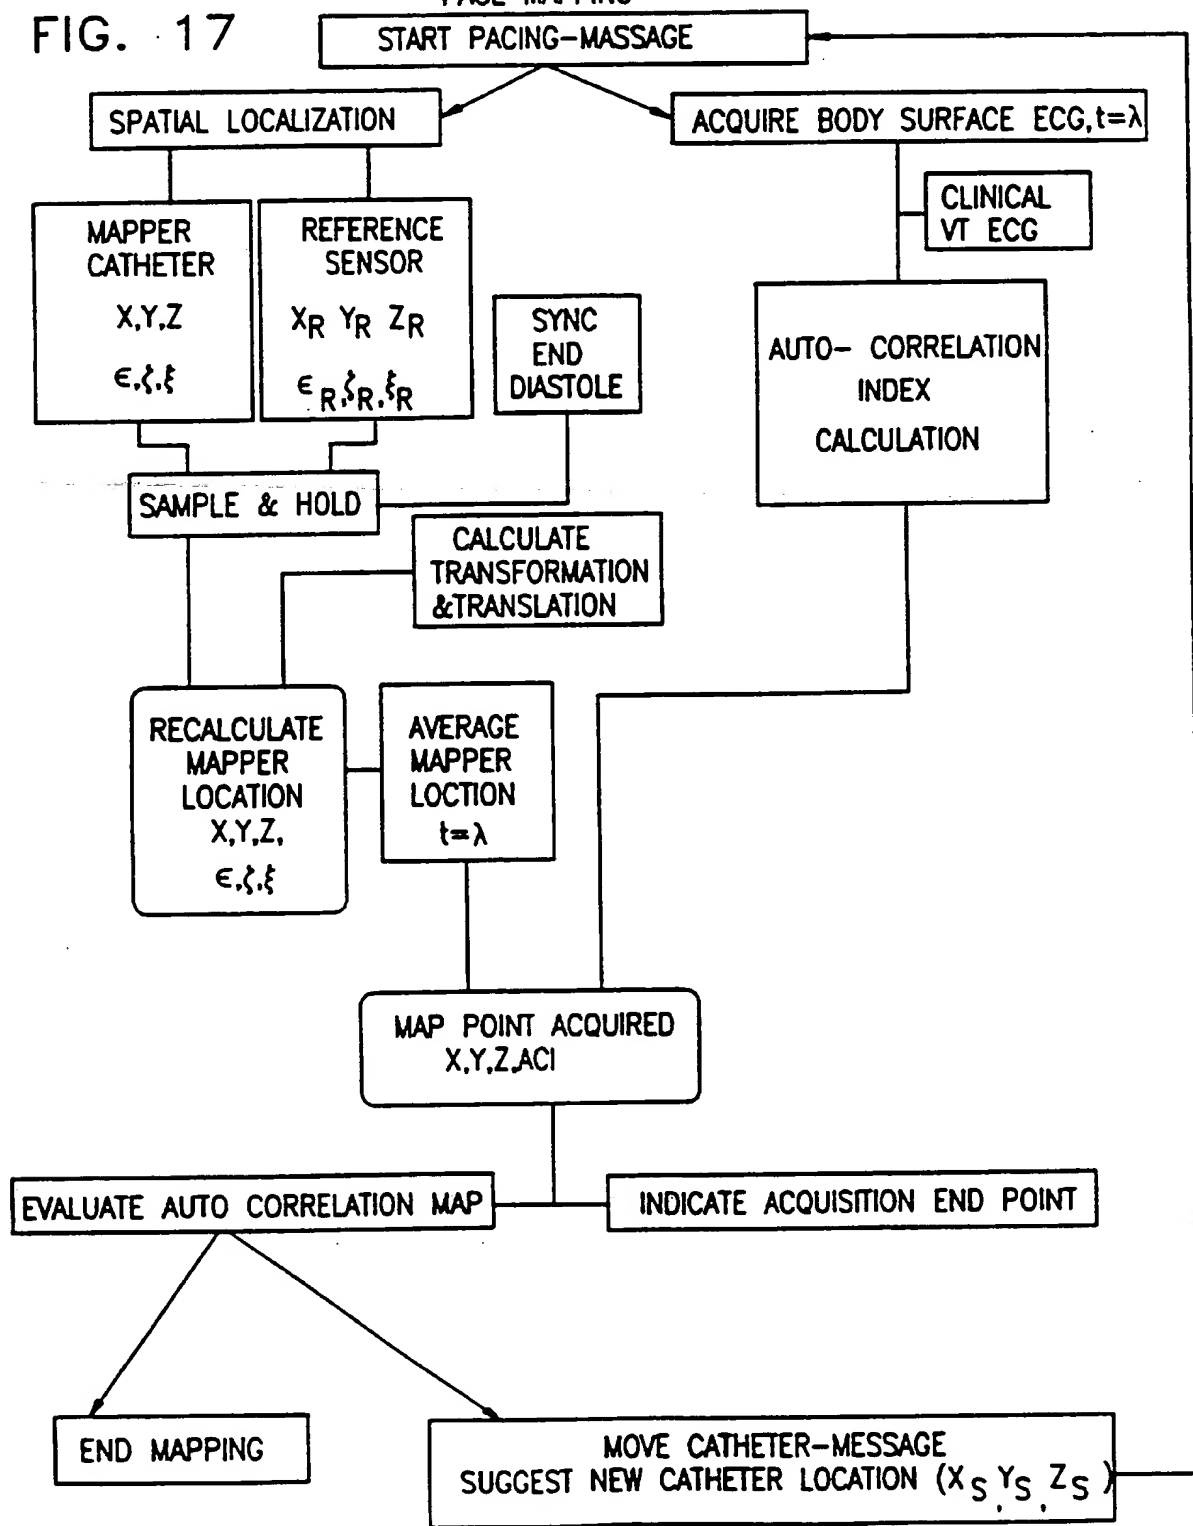 FIG. 17
START PACING-MASSAGE
SPATIAL LOCALIZATION
ACQUIRE BODY SURFACE ECG, t=λ
MAPPER
CATHETER
X,Y,Z
ϵ,ζ,ξ
REFERENCE
SENSOR
XR YR ZR
ϵR,ζR,ξR
CLINICAL
VT ECG
SYNC
END
DIASTOLE
AUTO- CORRELATION
INDEX
CALCULATION
SAMPLE & HOLD
CALCULATE
TRANSFORMATION
&TRANSLATION
RECALCULATE
MAPPER
LOCATION
X,Y,Z,
ϵ,ζ,ξ
AVERAGE
MAPPER
LOCTION
t=λ
MAP POINT ACQUIRED
X,Y,Z,ACI
EVALUATE AUTO CORRELATION MAP
INDICATE ACQUISITION END POINT
END MAPPING
MOVE CATHETER-MESSAGE
SUGGEST NEW CATHETER LOCATION (XS,YS,ZS)